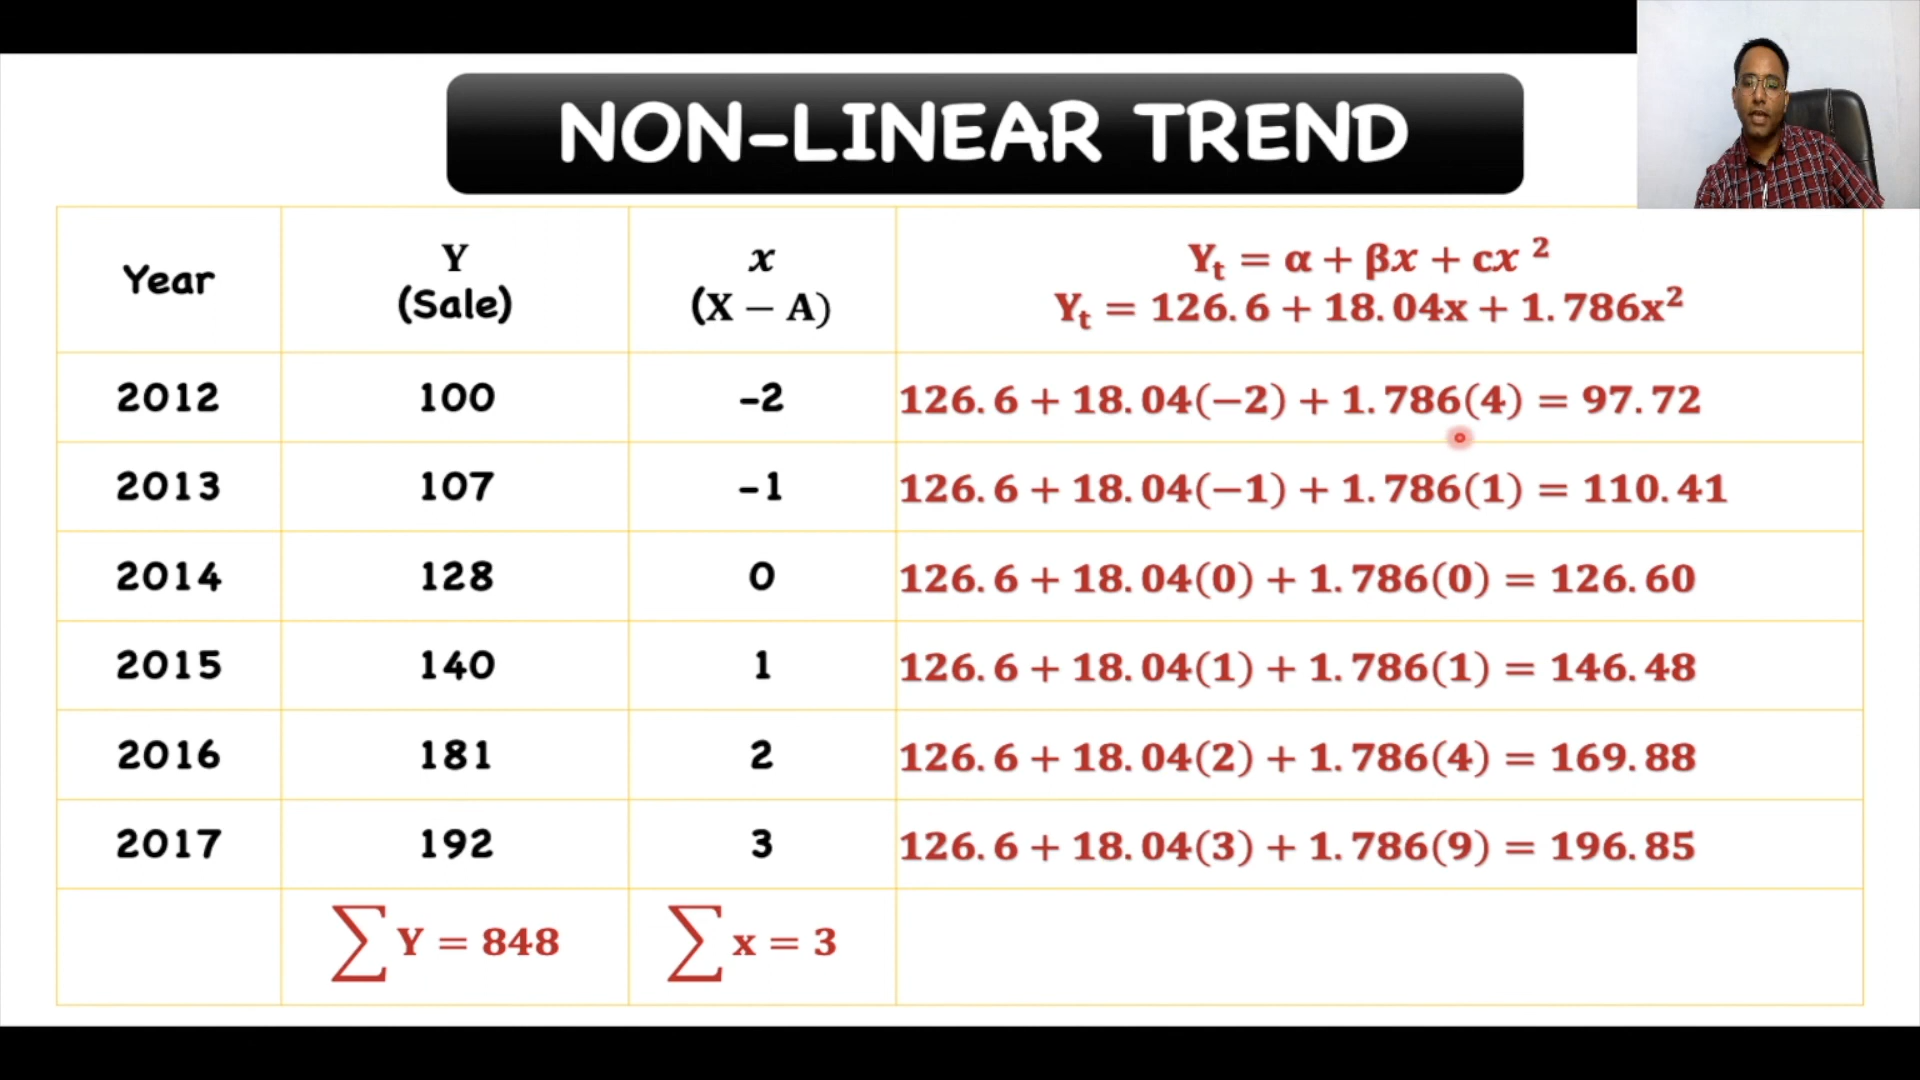 NON-LINEAR TREND
Year
Y
(Sale)
x
(X − A)
Yₜ = α + βx + cx ²
Yₜ = 126.6 + 18.04x + 1.786x²
2012 100 -2 126.6 + 18.04(−2) + 1.786(4) = 97.72
2013 107 -1 126.6 + 18.04(−1) + 1.786(1) = 110.41
2014 128 0 126.6 + 18.04(0) + 1.786(0) = 126.60
2015 140 1 126.6 + 18.04(1) + 1.786(1) = 146.48
2016 181 2 126.6 + 18.04(2) + 1.786(4) = 169.88
2017 192 3 126.6 + 18.04(3) + 1.786(9) = 196.85
∑ Y = 848 ∑ x = 3